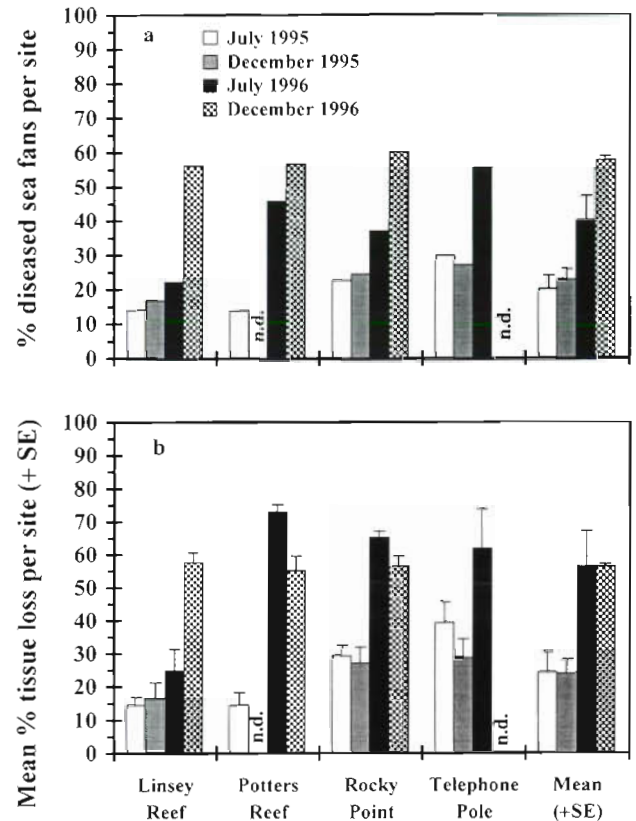 % diseased sea fans per site
100
90
80
70
60
50
40
30
20
10
0
a
July 1995
December 1995
July 1996
December 1996
n.d.
n.d.
Mean % tissue loss per site (+ SE)
100
90
80
70
60
50
40
30
20
10
0
b
n.d.
n.d.
Linsey
Reef
Potters
Reef
Rocky
Point
Telephone
Pole
Mean
(+SE)